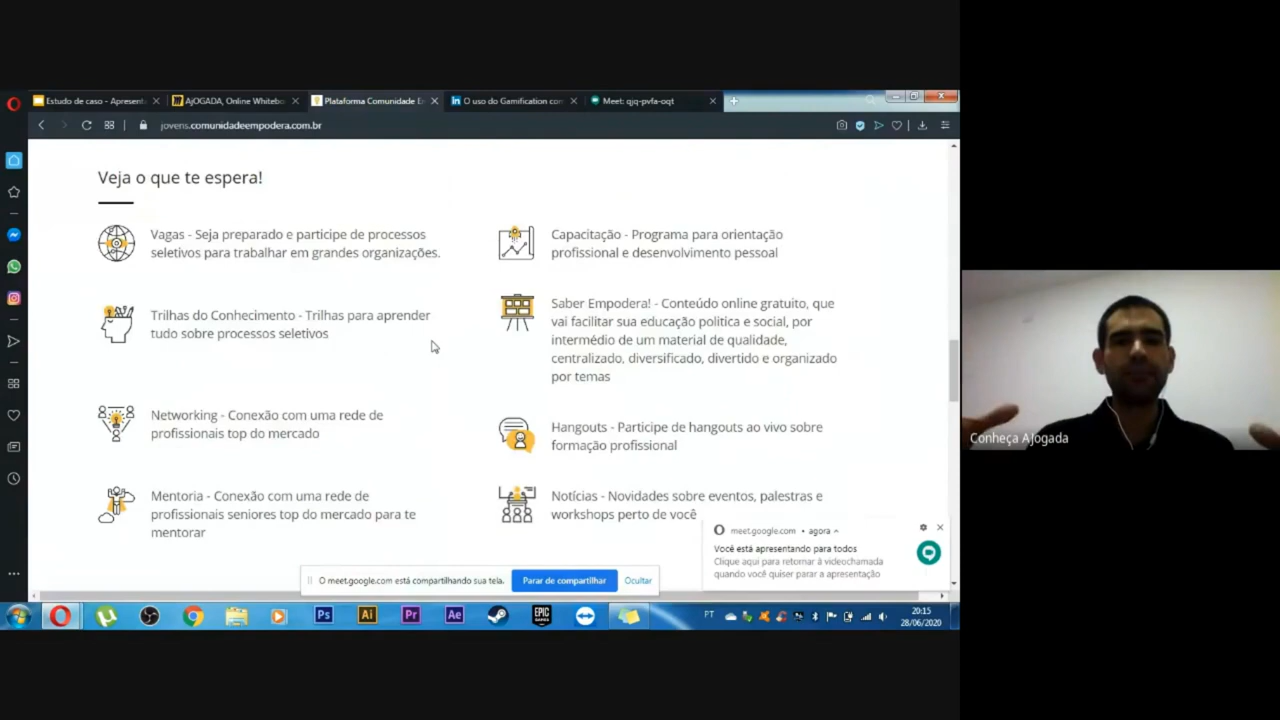 Estudo de caso - Apresent
AJOGADA, Online Whitebo
Plataforma Comunidade E
O uso do Gamification con
Meet: qjq-pvfa-oqt
jovens.comunidadeempodera.com.br
Veja o que te espera!
Vagas - Seja preparado e participe de processos
seletivos para trabalhar em grandes organizações.
Trilhas do Conhecimento - Trilhas para aprender
tudo sobre processos seletivos
Networking - Conexão com uma rede de
profissionais top do mercado
Mentoria - Conexão com uma rede de
profissionais seniores top do mercado para te
mentorar
Capacitação - Programa para orientação
profissional e desenvolvimento pessoal
Saber Empodera! - Conteúdo online gratuito, que
vai facilitar sua educação politica e social, por
intermédio de um material de qualidade,
centralizado, diversificado, divertido e organizado
por temas
Hangouts - Participe de hangouts ao vivo sobre
formação profissional
Notícias - Novidades sobre eventos, palestras e
workshops perto de você
meet.google.com • agora
Você está apresentando para todos
Clique aqui para retornar à videochamada
quando você quiser parar a apresentação
O meet.google.com está compartilhando sua tela.
Parar de compartilhar
Ocultar
Ps
Ai
Pr
Ae
EPIC
GAMES
PT
20:15
28/06/2020
Conheça AJogada